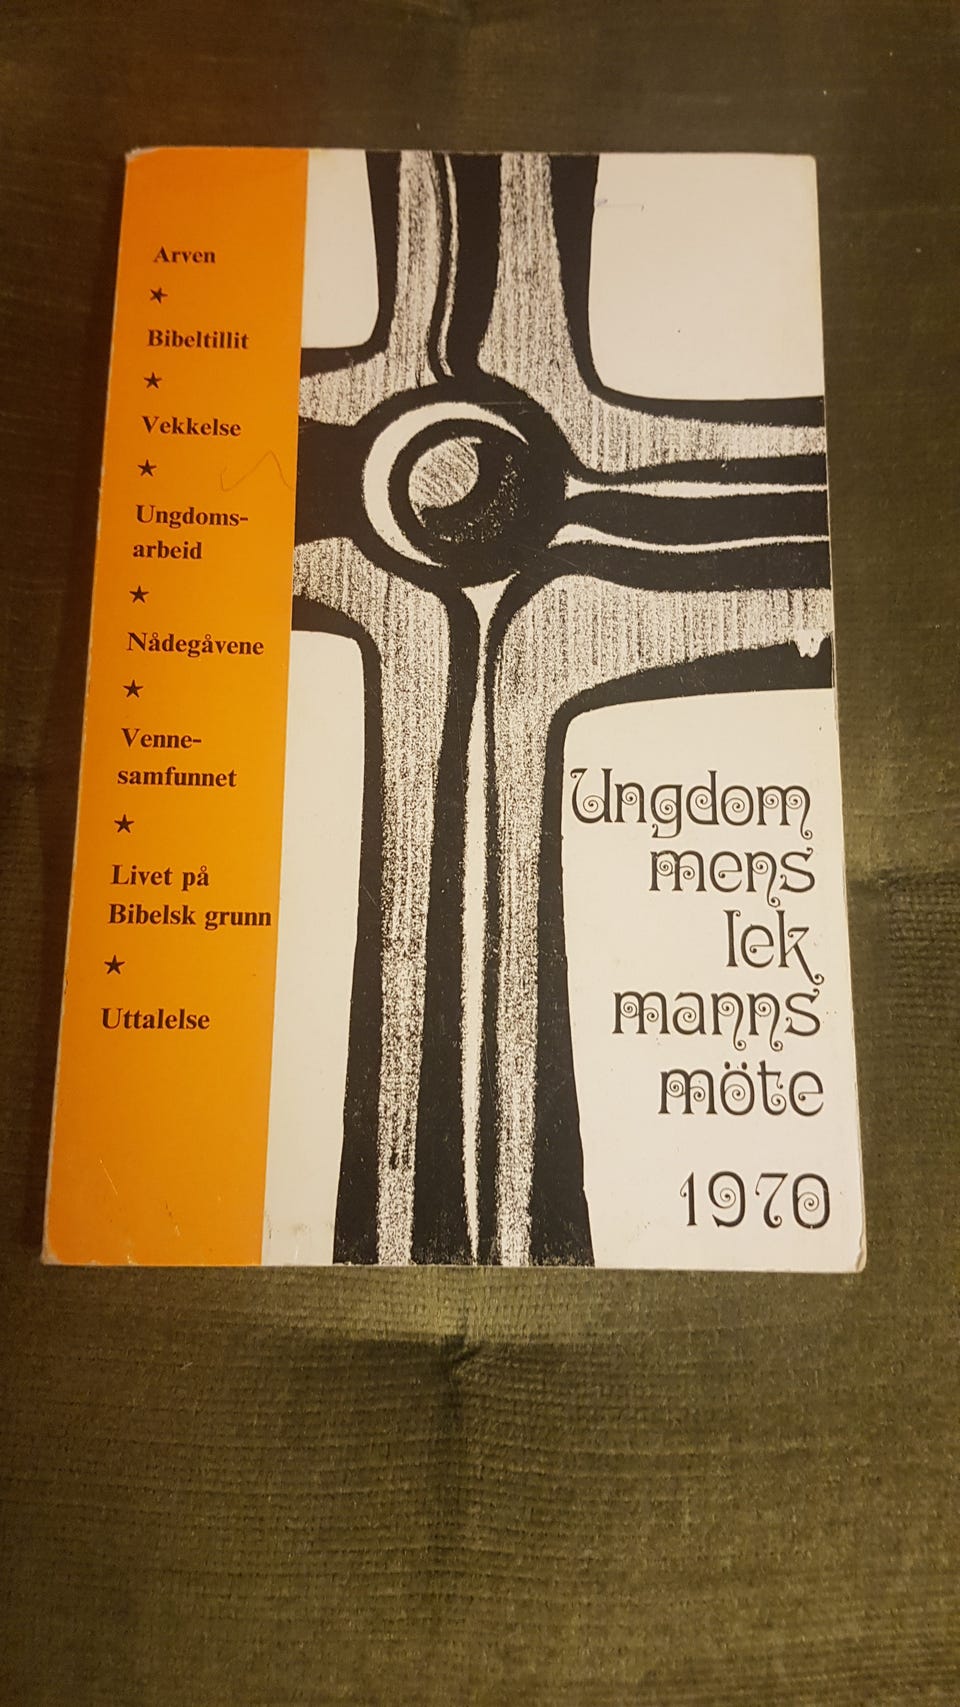 Arven
★
Bibeltillit
★
Vekkelse
★
Ungdoms-
arbeid
★
Nådegåvene
★
Venne-
samfunnet
★
Livet på
Bibelsk grunn
★
Uttalelse
Ungdom
mens
lek
manns
möte
1970